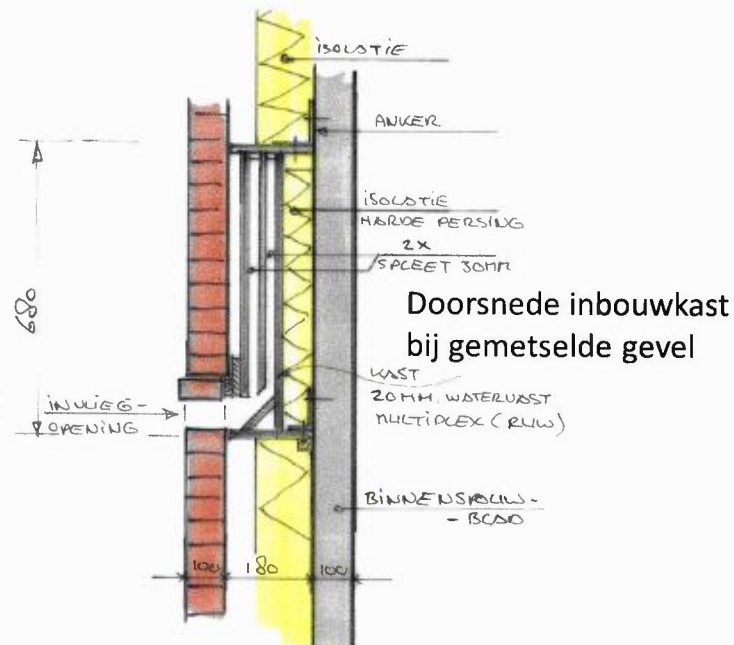 ISOLATIE
ANKER
ISOLATIE
HARDE PERSING
2X
SPLEET 30MM
680
Doorsnede inbouwkast
bij gemetselde gevel
KAST
20MM WATERVAST
MULTIPLEX (RUW)
INVLIEG-
OPENING
BINNENSPOUW-
- BLAD
100
180
100